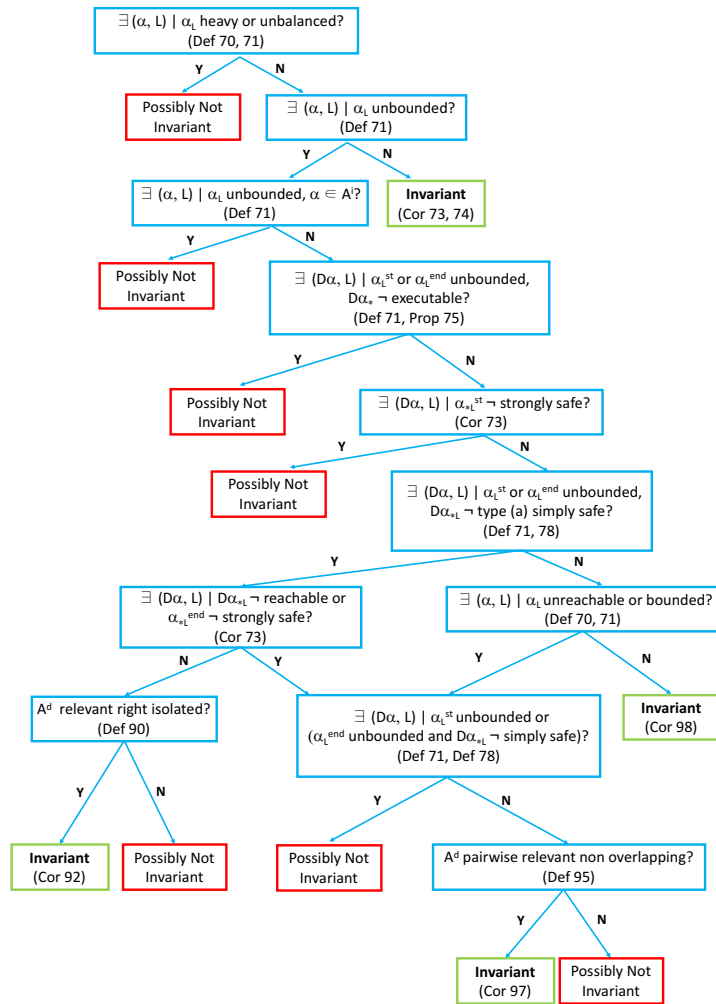 ∃ (α, L) | α_L heavy or unbalanced?
(Def 70, 71)
Y
N
Possibly Not
Invariant
∃ (α, L) | α_L unbounded?
(Def 71)
Y
N
∃ (α, L) | α_L unbounded, α ∈ Aⁱ?
(Def 71)
Invariant
(Cor 73, 74)
Y
N
Possibly Not
Invariant
∃ (Dα, L) | α_L^st or α_L^end unbounded,
Dα_* ¬ executable?
(Def 71, Prop 75)
Y
N
Possibly Not
Invariant
∃ (Dα, L) | α_*L^st ¬ strongly safe?
(Cor 73)
Y
N
Possibly Not
Invariant
∃ (Dα, L) | α_L^st or α_L^end unbounded,
Dα_*L ¬ type (a) simply safe?
(Def 71, 78)
Y
N
∃ (Dα, L) | Dα_*L ¬ reachable or
α_*L^end ¬ strongly safe?
(Cor 73)
∃ (α, L) | α_L unreachable or bounded?
(Def 70, 71)
N
Y
Y
N
A^d relevant right isolated?
(Def 90)
∃ (Dα, L) | α_L^st unbounded or
(α_L^end unbounded and Dα_*L ¬ simply safe)?
(Def 71, Def 78)
Invariant
(Cor 98)
Y
N
Y
N
Invariant
(Cor 92)
Possibly Not
Invariant
Possibly Not
Invariant
A^d pairwise relevant non overlapping?
(Def 95)
Y
N
Invariant
(Cor 97)
Possibly Not
Invariant